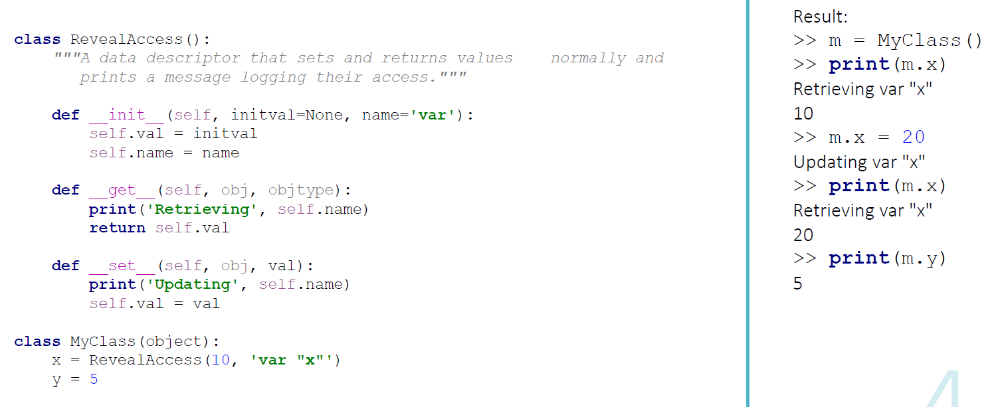 class RevealAccess():
    """A data descriptor that sets and returns values    normally and
       prints a message logging their access."""

    def __init__(self, initval=None, name='var'):
        self.val = initval
        self.name = name

    def __get__(self, obj, objtype):
        print('Retrieving', self.name)
        return self.val

    def __set__(self, obj, val):
        print('Updating', self.name)
        self.val = val

class MyClass(object):
    x = RevealAccess(10, 'var "x"')
    y = 5

Result:
>> m = MyClass()
>> print(m.x)
Retrieving var "x"
10
>> m.x = 20
Updating var "x"
>> print(m.x)
Retrieving var "x"
20
>> print(m.y)
5
4